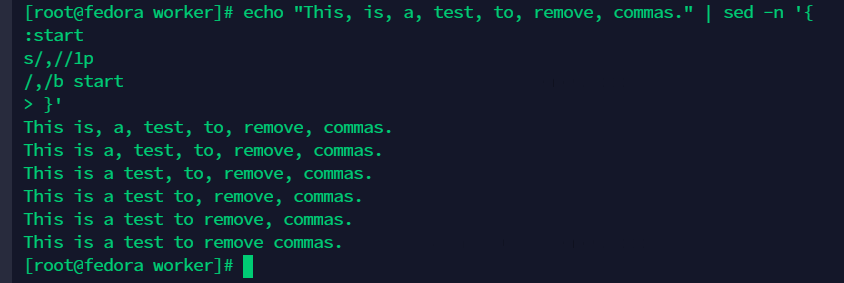 [root@fedora worker]# echo "This, is, a, test, to, remove, commas." | sed -n '{
:start
s/,//1p
/,/b start
> }'
This is, a, test, to, remove, commas.
This is a, test, to, remove, commas.
This is a test, to, remove, commas.
This is a test to, remove, commas.
This is a test to remove, commas.
This is a test to remove commas.
[root@fedora worker]#